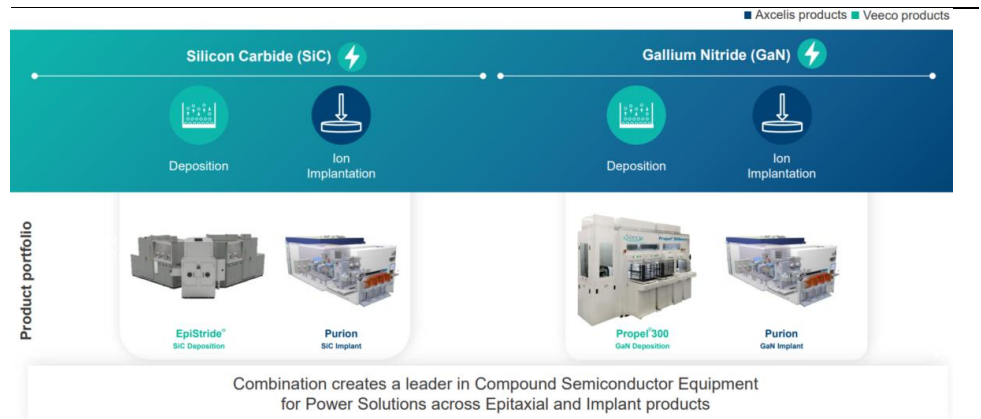 Axcelis products Veeco products
Silicon Carbide (SiC)
Gallium Nitride (GaN)
Deposition
Ion
Implantation
Deposition
Ion
Implantation
Product portfolio
EpiStride®
SiC Deposition
Purion
SiC Implant
Propel®300
GaN Deposition
Purion
GaN Implant
Combination creates a leader in Compound Semiconductor Equipment
for Power Solutions across Epitaxial and Implant products